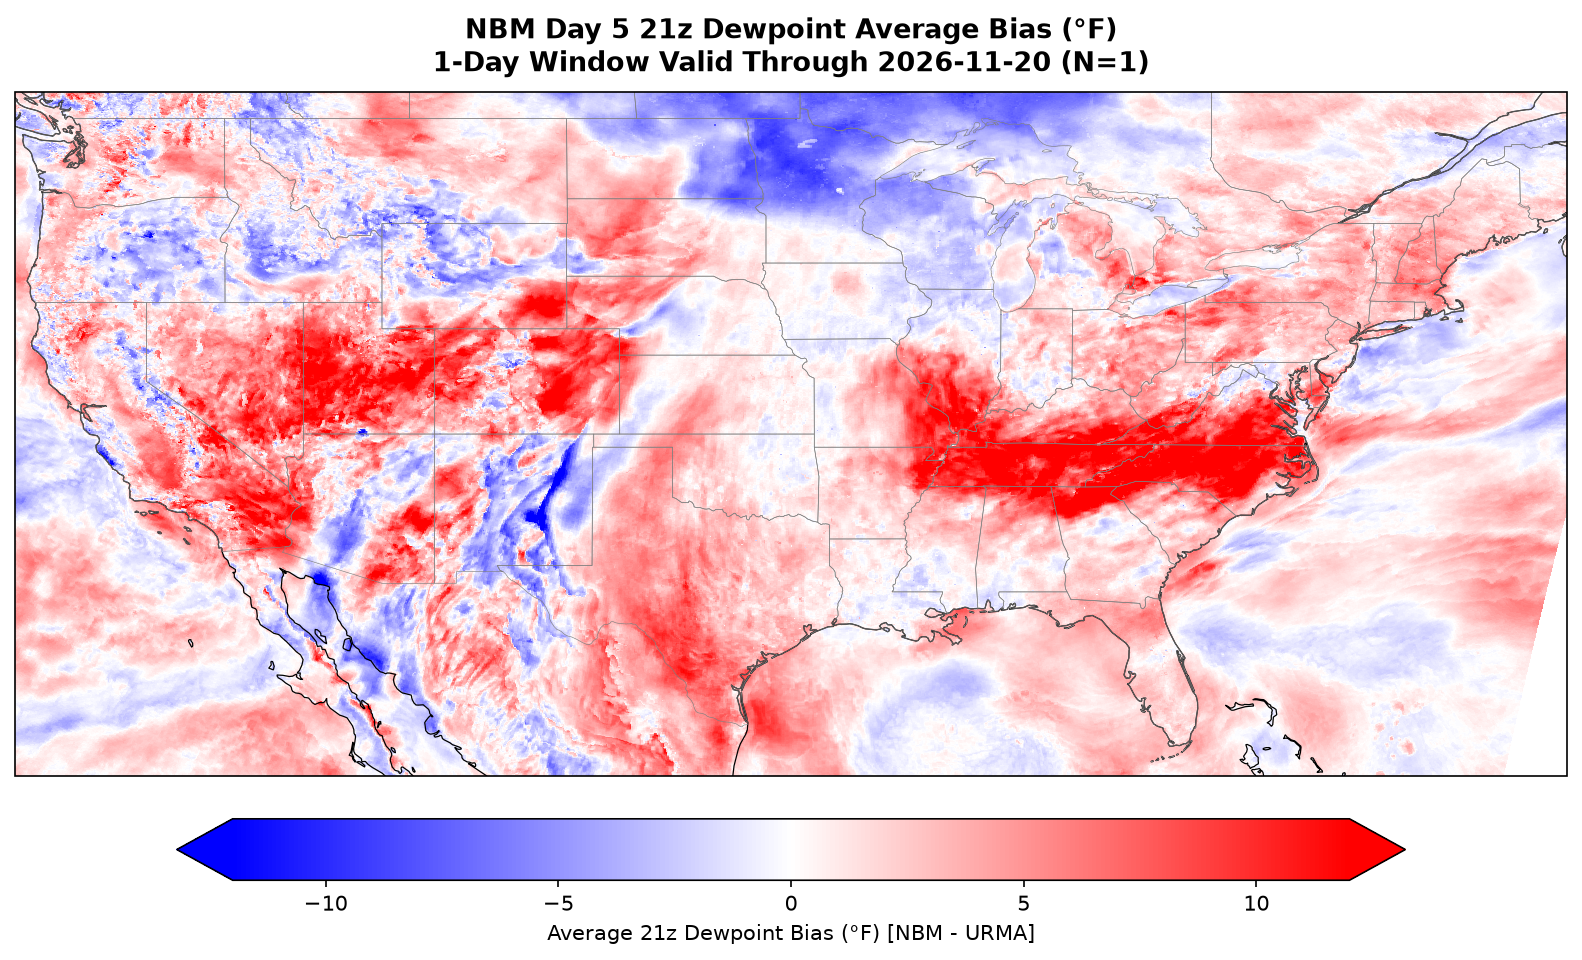 NBM Day 5 21z Dewpoint Average Bias (°F)
1-Day Window Valid Through 2026-11-20 (N=1)
−10 −5 0 5 10
Average 21z Dewpoint Bias (°F) [NBM - URMA]